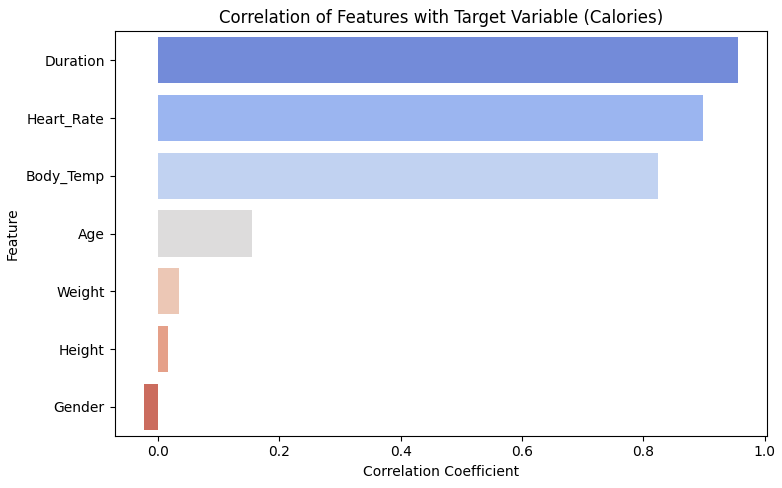 Correlation of Features with Target Variable (Calories)
Duration
Heart_Rate
Body_Temp
Age
Weight
Height
Gender
Feature
0.0 0.2 0.4 0.6 0.8 1.0
Correlation Coefficient